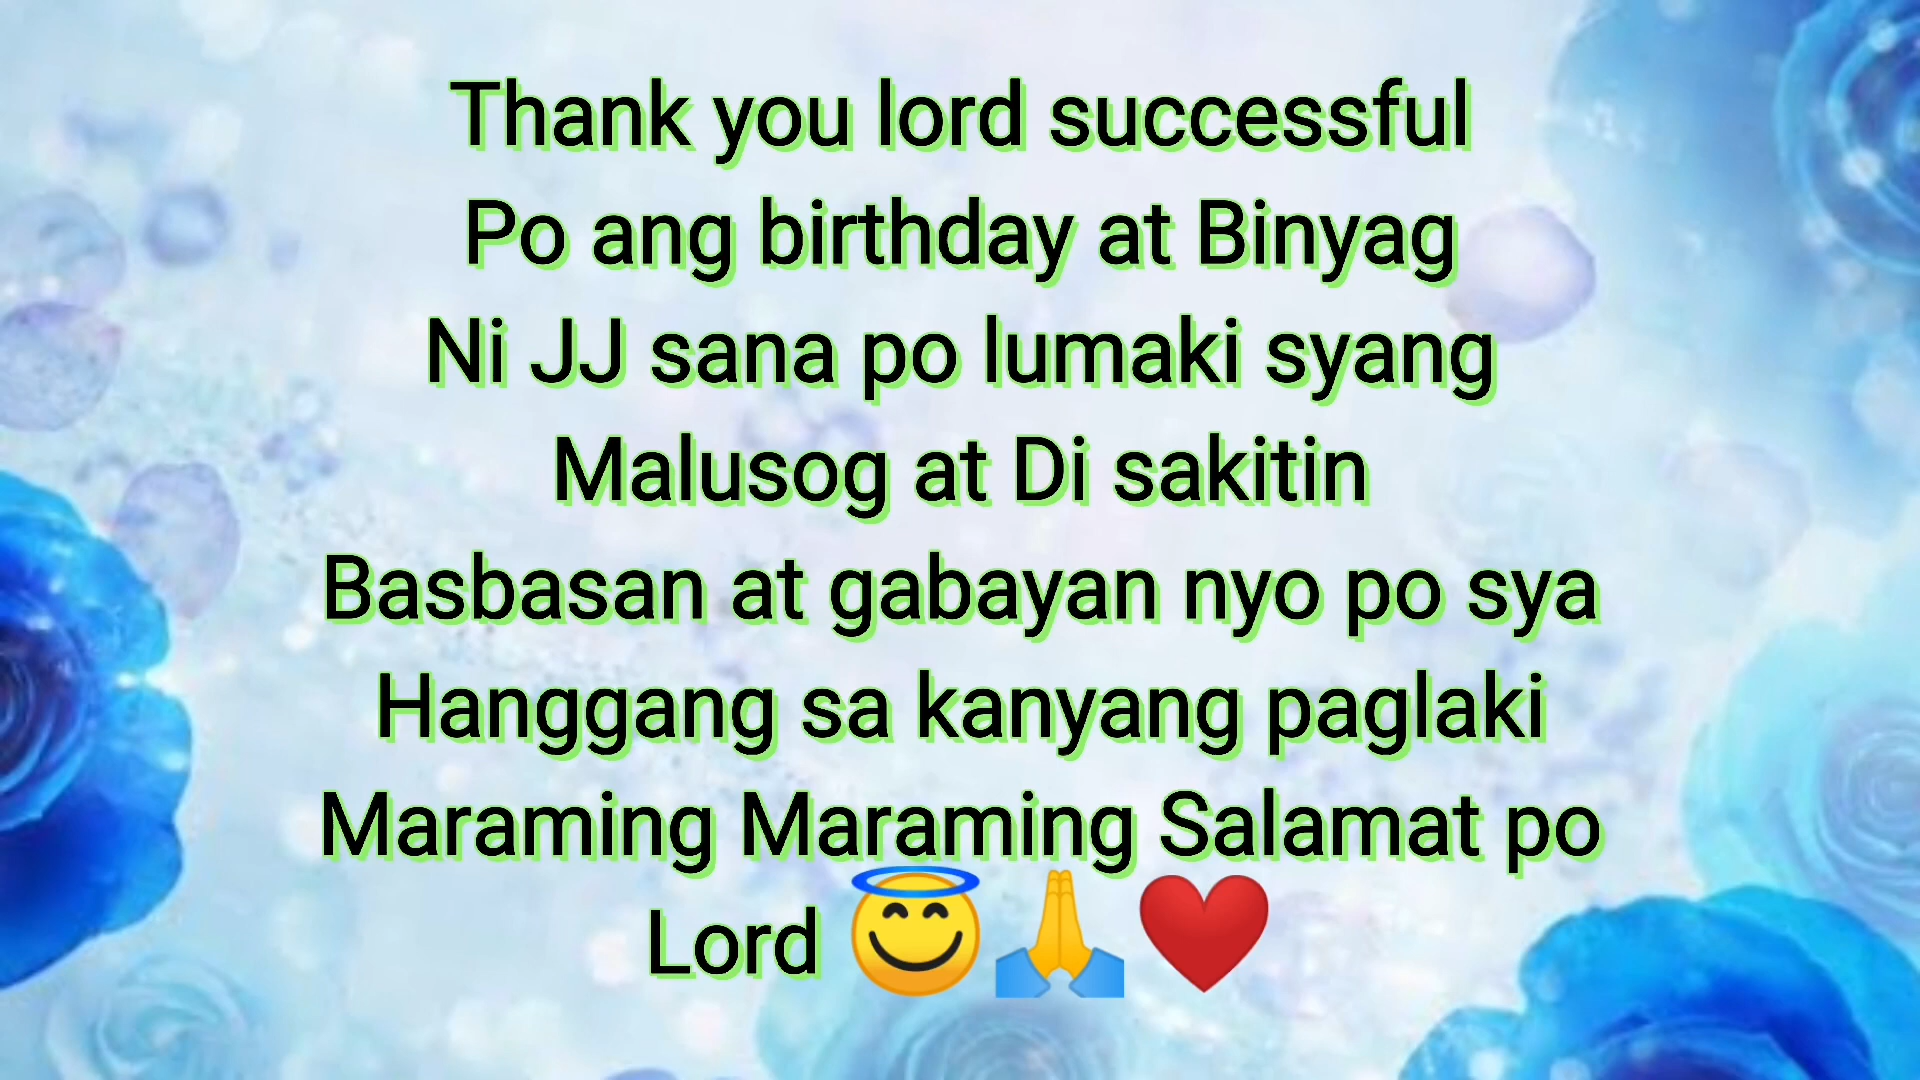 Thank you lord successful
Po ang birthday at Binyag
Ni JJ sana po lumaki syang
Malusog at Di sakitin
Basbasan at gabayan nyo po sya
Hanggang sa kanyang paglaki
Maraming Maraming Salamat po
Lord 😇🙏❤️